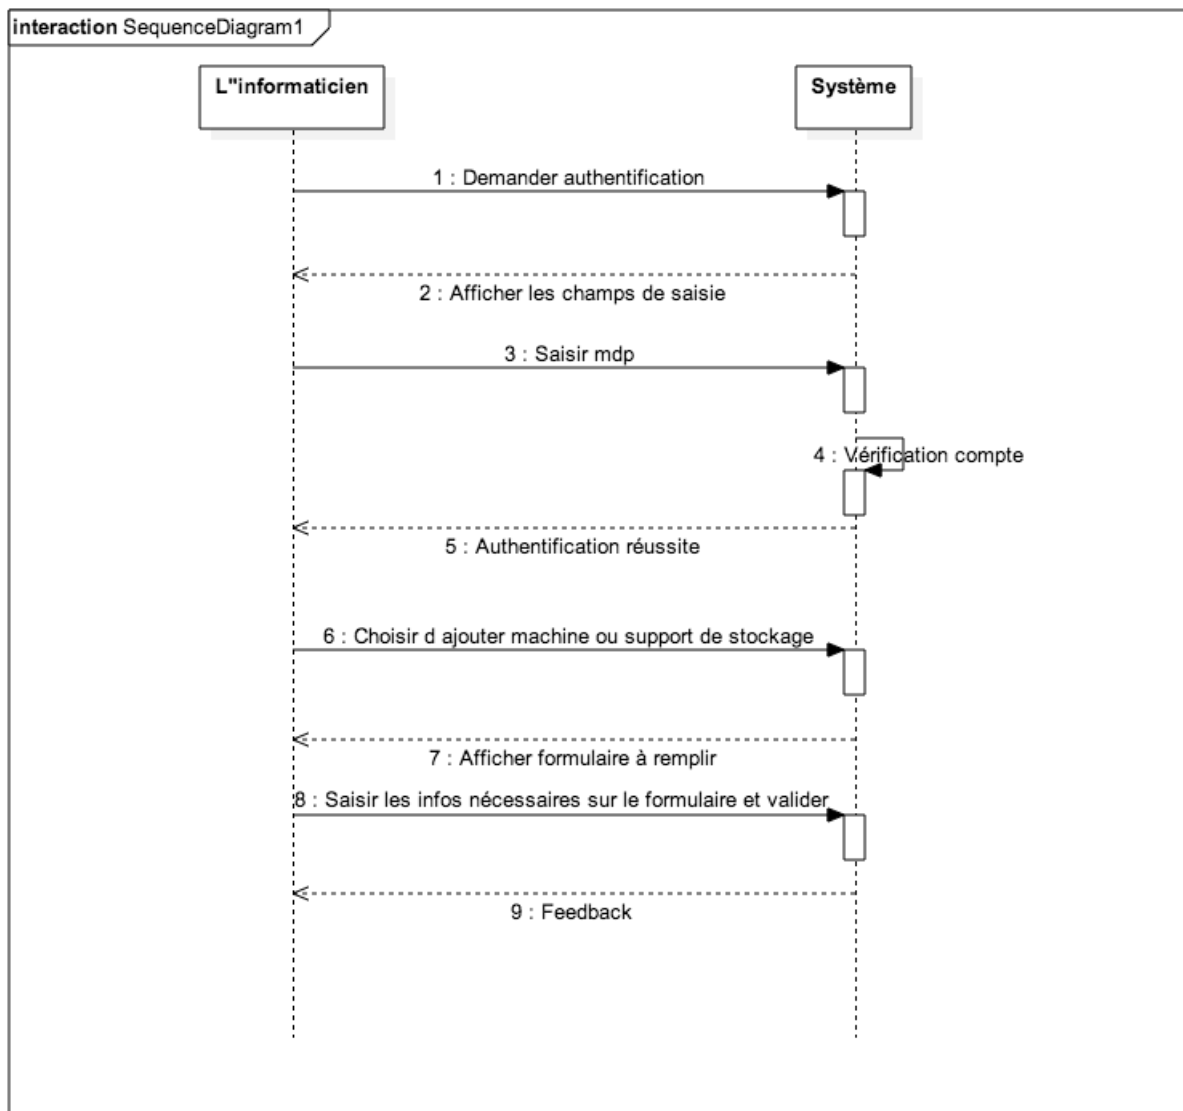 interaction SequenceDiagram1
L"informaticien
Système
1 : Demander authentification
2 : Afficher les champs de saisie
3 : Saisir mdp
4 : Vérification compte
5 : Authentification réussite
6 : Choisir d ajouter machine ou support de stockage
7 : Afficher formulaire à remplir
8 : Saisir les infos nécessaires sur le formulaire et valider
9 : Feedback